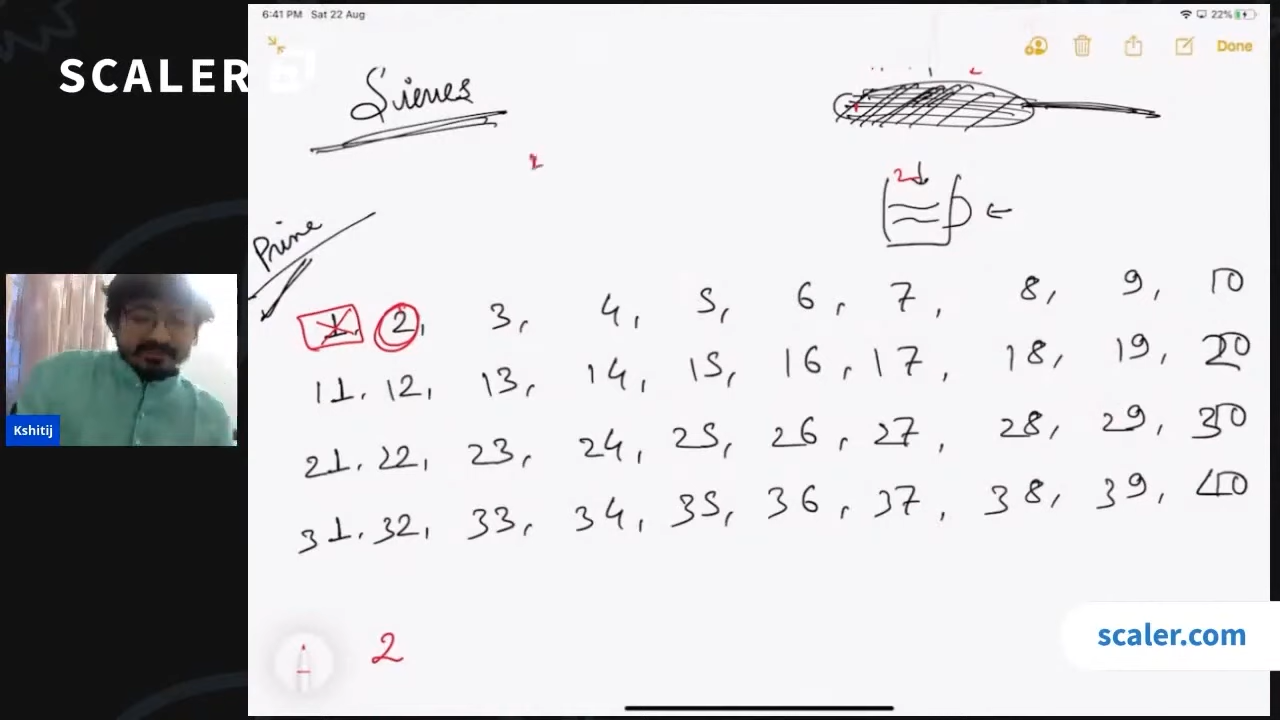 6:41 PM Sat 22 Aug
22%
Done
SCALER
Sieves
Prime
1, 2, 3, 4, 5, 6, 7, 8, 9, 10
11, 12, 13, 14, 15, 16, 17, 18, 19, 20
21, 22, 23, 24, 25, 26, 27, 28, 29, 30
31, 32, 33, 34, 35, 36, 37, 38, 39, 40
Kshitij
2
scaler.com